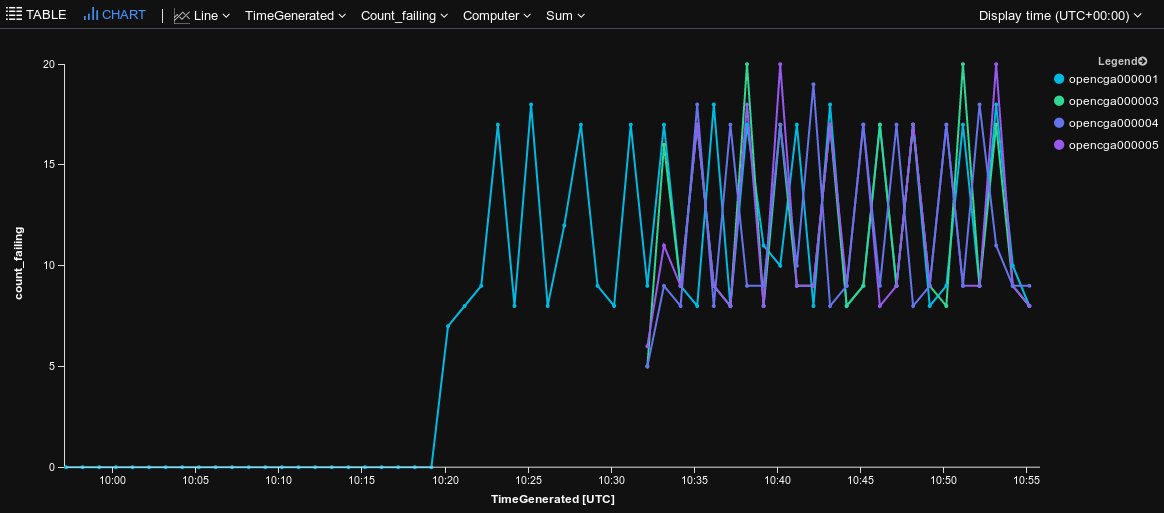 TABLE CHART | Line TimeGenerated Count_failing Computer Sum Display time (UTC+00:00)
Legend
opencga000001
opencga000003
opencga000004
opencga000005
20
15
10
5
0
count_failing
10:00 10:05 10:10 10:15 10:20 10:25 10:30 10:35 10:40 10:45 10:50 10:55
TimeGenerated [UTC]